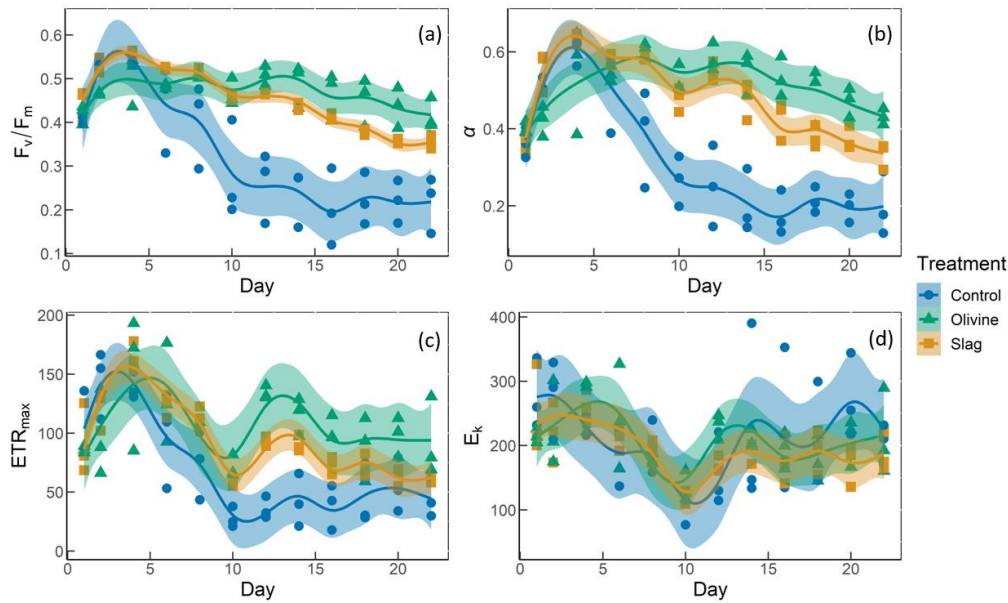 (a)
0.6
0.5
0.4
0.3
0.2
0.1
Fv/Fm
0 5 10 15 20
Day
(b)
0.6
0.4
0.2
α
0 5 10 15 20
Day
Treatment
Control
Olivine
Slag
(c)
200
150
100
50
0
ETRmax
0 5 10 15 20
Day
(d)
400
300
200
100
Ek
0 5 10 15 20
Day